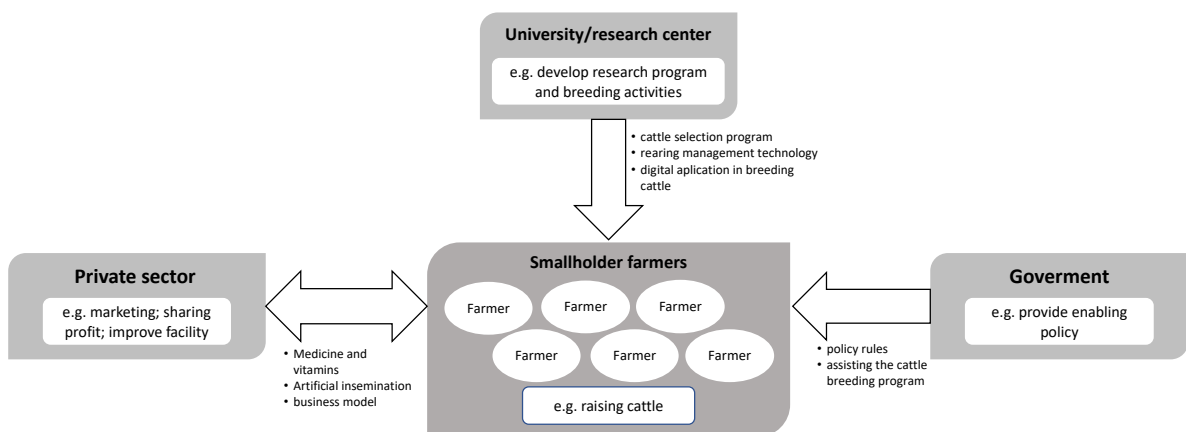 University/research center
e.g. develop research program
and breeding activities
• cattle selection program
• rearing management technology
• digital aplication in breeding
cattle
Private sector
e.g. marketing; sharing
profit; improve facility
• Medicine and
vitamins
• Artificial insemination
• business model
Smallholder farmers
Farmer
Farmer
Farmer
Farmer
Farmer
Farmer
e.g. raising cattle
Goverment
e.g. provide enabling
policy
• policy rules
• assisting the cattle
breeding program